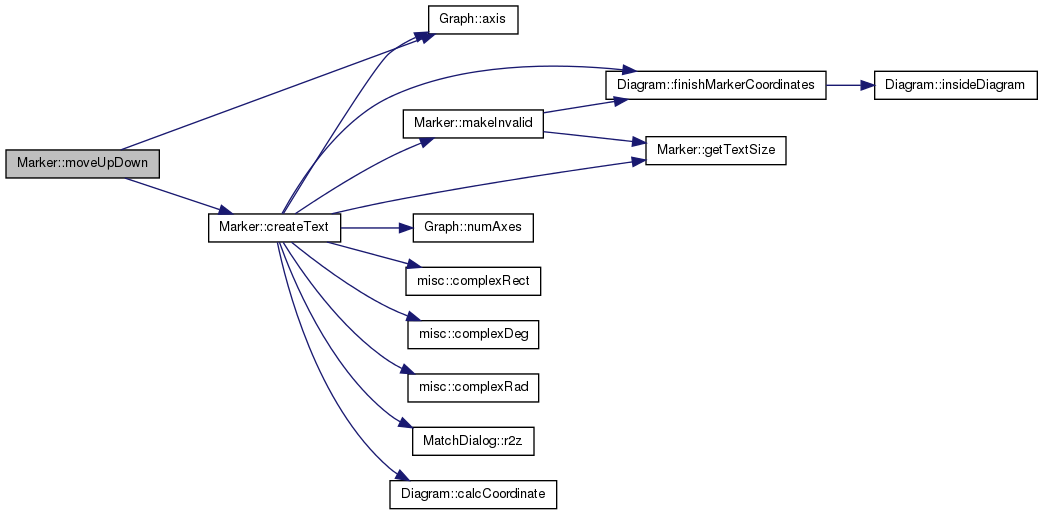 Graph::axis
Diagram::finishMarkerCoordinates
Diagram::insideDiagram
Marker::makeInvalid
Marker::getTextSize
Marker::moveUpDown
Marker::createText
Graph::numAxes
misc::complexRect
misc::complexDeg
misc::complexRad
MatchDialog::r2z
Diagram::calcCoordinate